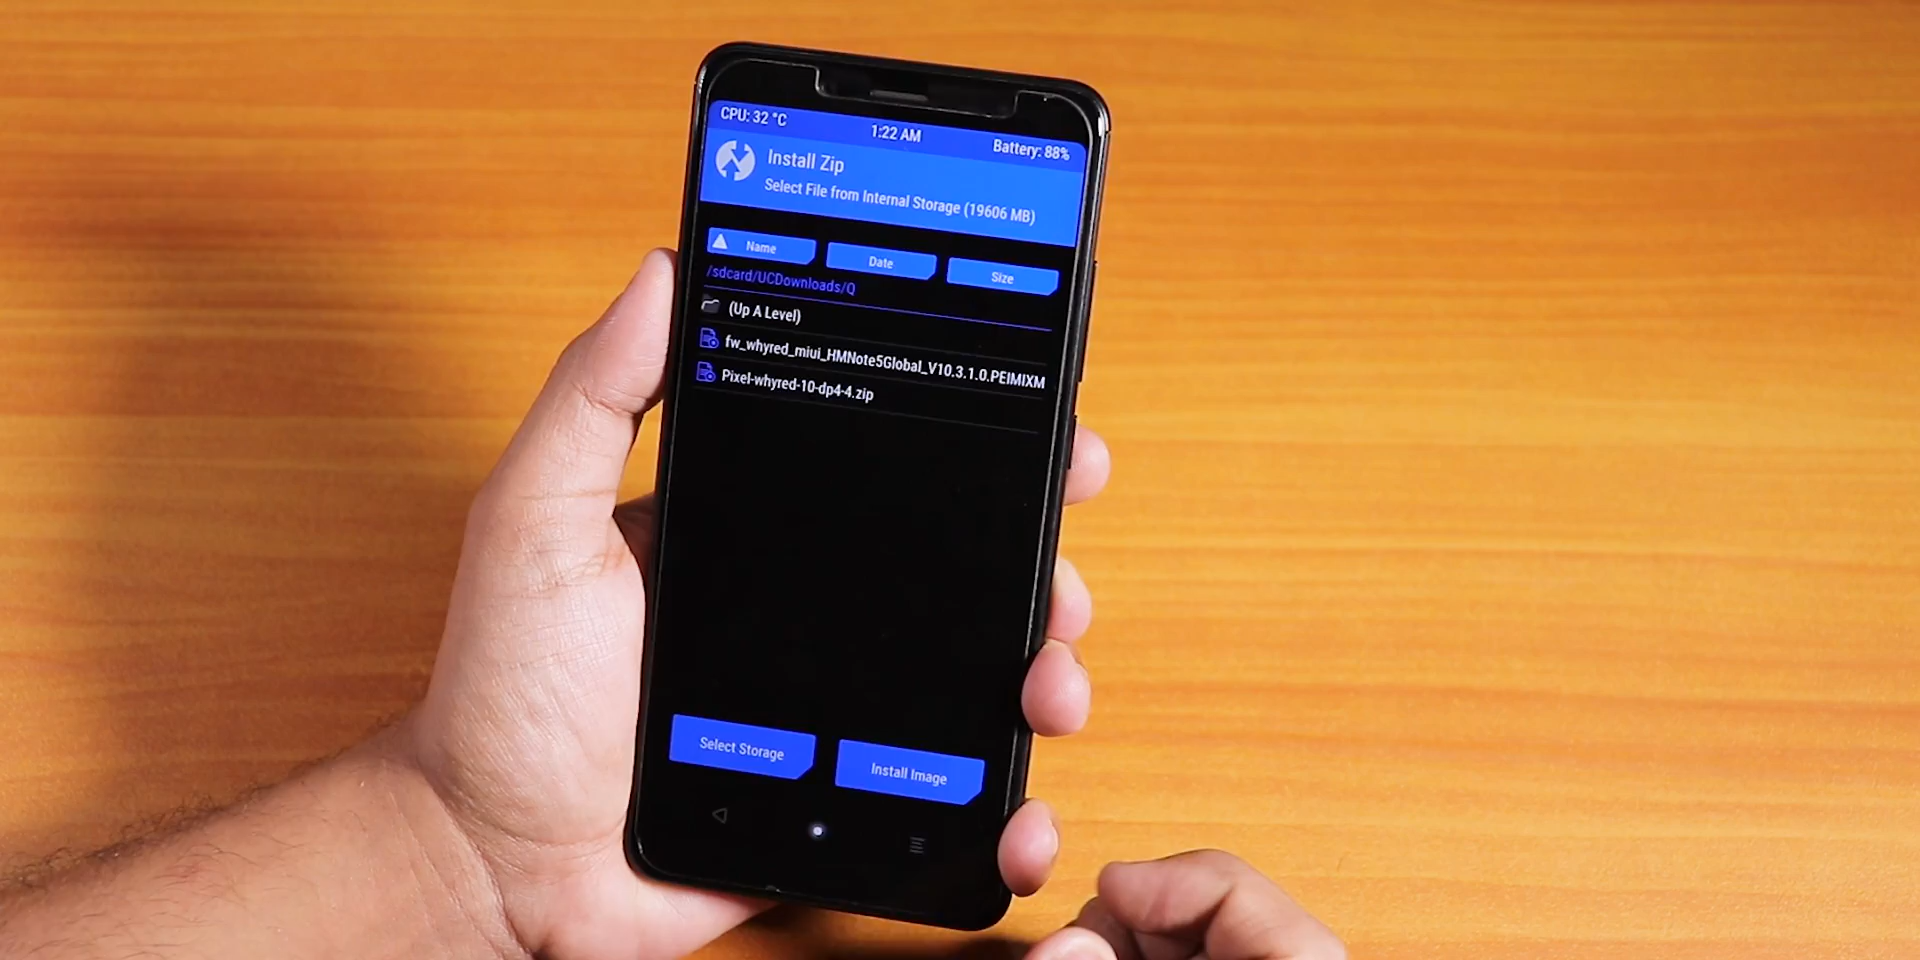 CPU: 32 °C 1:22 AM Battery: 88%
Install Zip
Select File from Internal Storage (19606 MB)
Name Date Size
/sdcard/UCDownloads/Q
(Up A Level)
fw_whyred_miui_HMNote5Global_V10.3.1.0.PEIMIXM
Pixel-whyred-10-dp4-4.zip
Select Storage Install Image